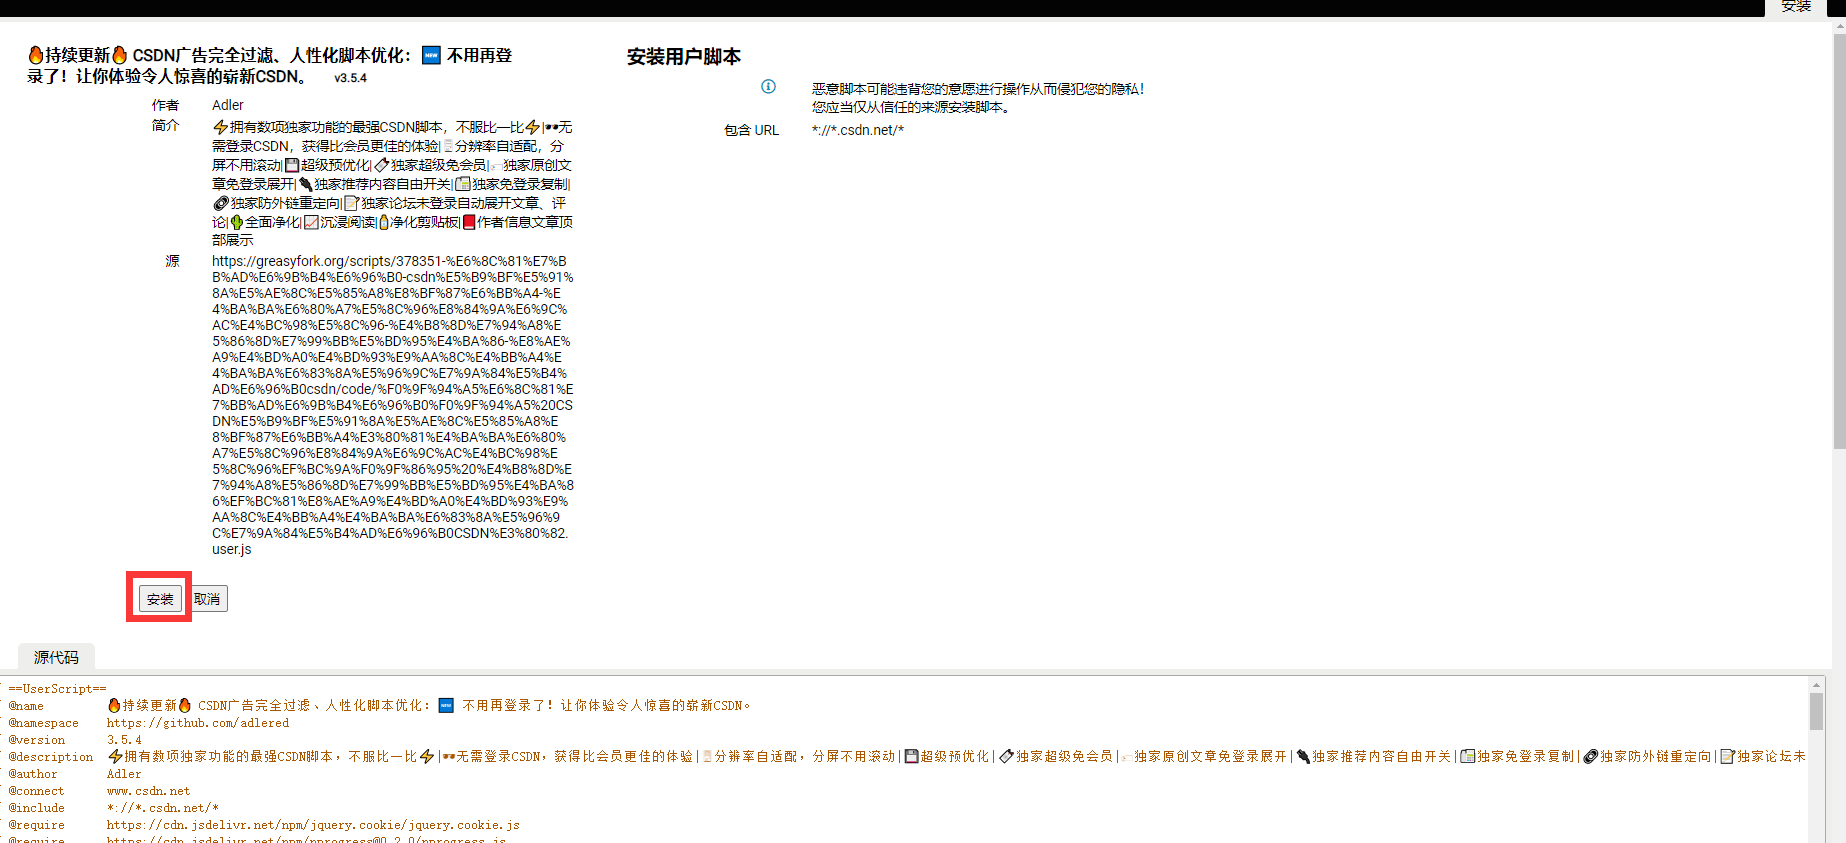 安装
🔥持续更新🔥 CSDN广告完全过滤、人性化脚本优化：🆕 不用再登
录了！让你体验令人惊喜的崭新CSDN。 v3.5.4
作者 Adler
简介 ⚡拥有数项独家功能的最强CSDN脚本，不服比一比⚡|🕶无
需登录CSDN，获得比会员更佳的体验|🧻分辨率自适配，分
屏不用滚动|💾超级预优化|🏷独家超级免会员|独家原创文
章免登录展开|🔌独家推荐内容自由开关|📠独家免登录复制|
🔗独家防外链重定向|📝独家论坛未登录自动展开文章、评
论|🌵全面净化|📈沉浸阅读|🧴净化剪贴板|📕作者信息文章顶
部展示
源 https://greasyfork.org/scripts/378351-%E6%8C%81%E7%B
B%AD%E6%9B%B4%E6%96%B0-csdn%E5%B9%BF%E5%91%
8A%E5%AE%8C%E5%85%A8%E8%BF%87%E6%BB%A4-%E
4%BA%BA%E6%80%A7%E5%8C%96%E8%84%9A%E6%9C%
AC%E4%BC%98%E5%8C%96-%E4%B8%8D%E7%94%A8%E
5%86%8D%E7%99%BB%E5%BD%95%E4%BA%86-%E8%AE%
A9%E4%BD%A0%E4%BD%93%E9%AA%8C%E4%BB%A4%E
4%BA%BA%E6%83%8A%E5%96%9C%E7%9A%84%E5%B4%
AD%E6%96%B0csdn/code/%F0%9F%94%A5%E6%8C%81%E
7%BB%AD%E6%9B%B4%E6%96%B0%F0%9F%94%A5%20CS
DN%E5%B9%BF%E5%91%8A%E5%AE%8C%E5%85%A8%E
8%BF%87%E6%BB%A4%E3%80%81%E4%BA%BA%E6%80%
A7%E5%8C%96%E8%84%9A%E6%9C%AC%E4%BC%98%E
5%8C%96%EF%BC%9A%F0%9F%86%95%20%E4%B8%8D%E
7%94%A8%E5%86%8D%E7%99%BB%E5%BD%95%E4%BA%8
6%EF%BC%81%E8%AE%A9%E4%BD%A0%E4%BD%93%E9%
AA%8C%E4%BB%A4%E4%BA%BA%E6%83%8A%E5%96%9
C%E7%9A%84%E5%B4%AD%E6%96%B0CSDN%E3%80%82.
user.js
安装 取消
安装用户脚本
恶意脚本可能违背您的意愿进行操作从而侵犯您的隐私！
您应当仅从信任的来源安装脚本。
包含 URL *://*.csdn.net/*
源代码
==UserScript==
@name 🔥持续更新🔥 CSDN广告完全过滤、人性化脚本优化：🆕 不用再登录了！让你体验令人惊喜的崭新CSDN。
@namespace https://github.com/adlered
@version 3.5.4
@description ⚡拥有数项独家功能的最强CSDN脚本，不服比一比⚡|🕶无需登录CSDN，获得比会员更佳的体验|🧻分辨率自适配，分屏不用滚动|💾超级预优化|🏷独家超级免会员|独家原创文章免登录展开|🔌独家推荐内容自由开关|📠独家免登录复制|🔗独家防外链重定向|📝独家论坛未
@author Adler
@connect www.csdn.net
@include *://*.csdn.net/*
@require https://cdn.jsdelivr.net/npm/jquery.cookie/jquery.cookie.js
@require https://cdn.jsdelivr.net/npm/nprogress@0.2.0/nprogress.js